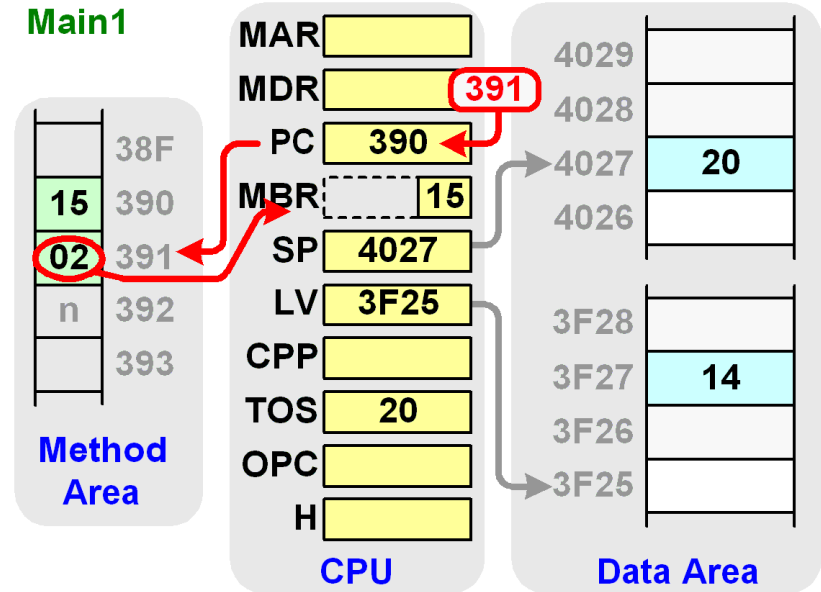 Main1
38F
15 390
02 391
n 392
393
Method
Area
MAR
MDR 391
PC 390
MBR 15
SP 4027
LV 3F25
CPP
TOS 20
OPC
H
CPU
4029
4028
4027 20
4026
3F28
3F27 14
3F26
3F25
Data Area